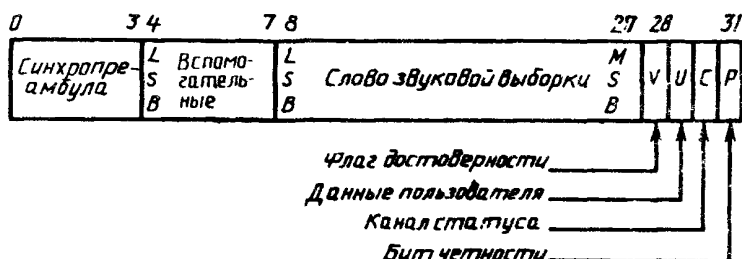 0 3 4 7 8 27 28 31
Синхропре-
амбула
L
S
B
Вспомо-
гатель-
ные
L
S
B
Слово звуковой выборки
M
S
B
V U C P
Флаг достоверности
Данные пользователя
Канал статуса
Бит четности